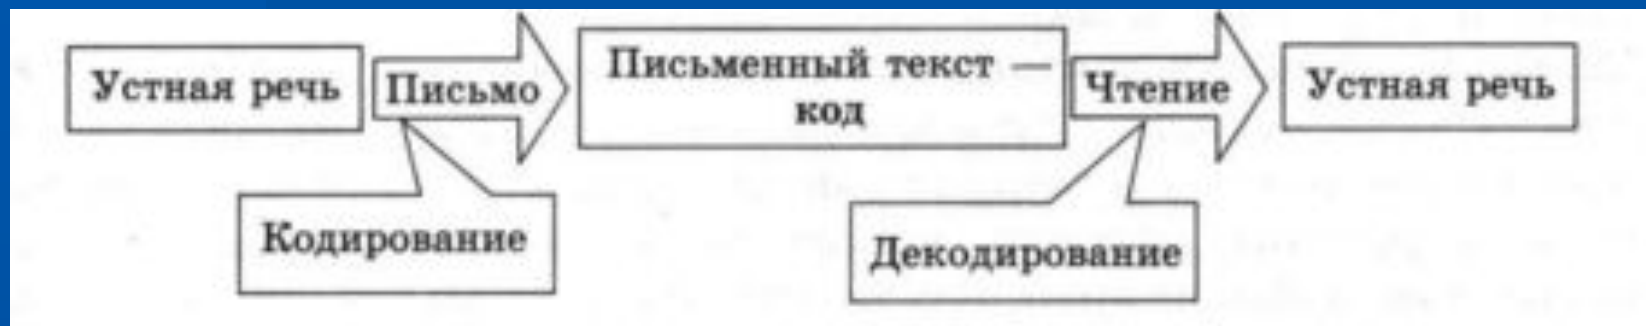 Устная речь
Письмо
Письменный текст —
код
Чтение
Устная речь
Кодирование
Декодирование